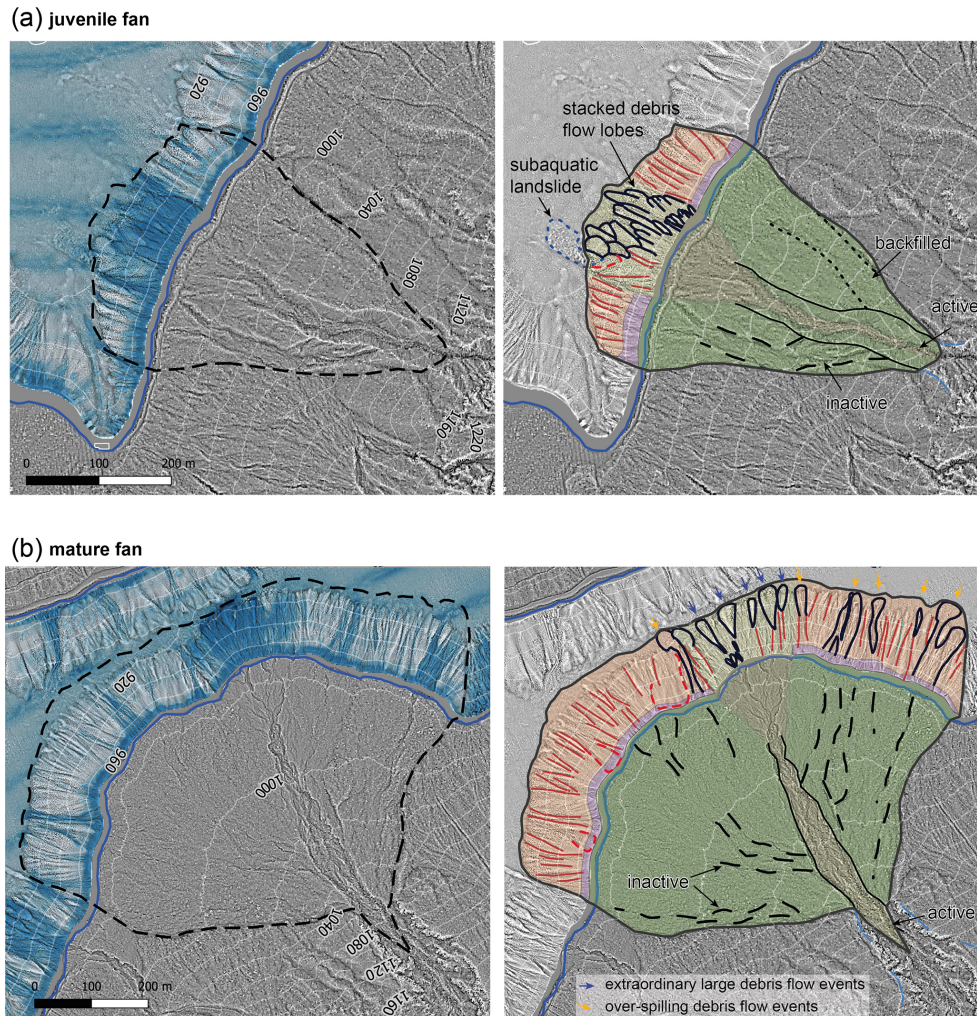 (a) juvenile fan
920
960
1000
1040
1080
1120
1160
1220
0 100 200 m
stacked debris
flow lobes
subaquatic
landslide
backfilled
active
inactive
(b) mature fan
920
960
1000
1040
1080
1120
1160
0 100 200 m
inactive
active
extraordinary large debris flow events
over-spilling debris flow events